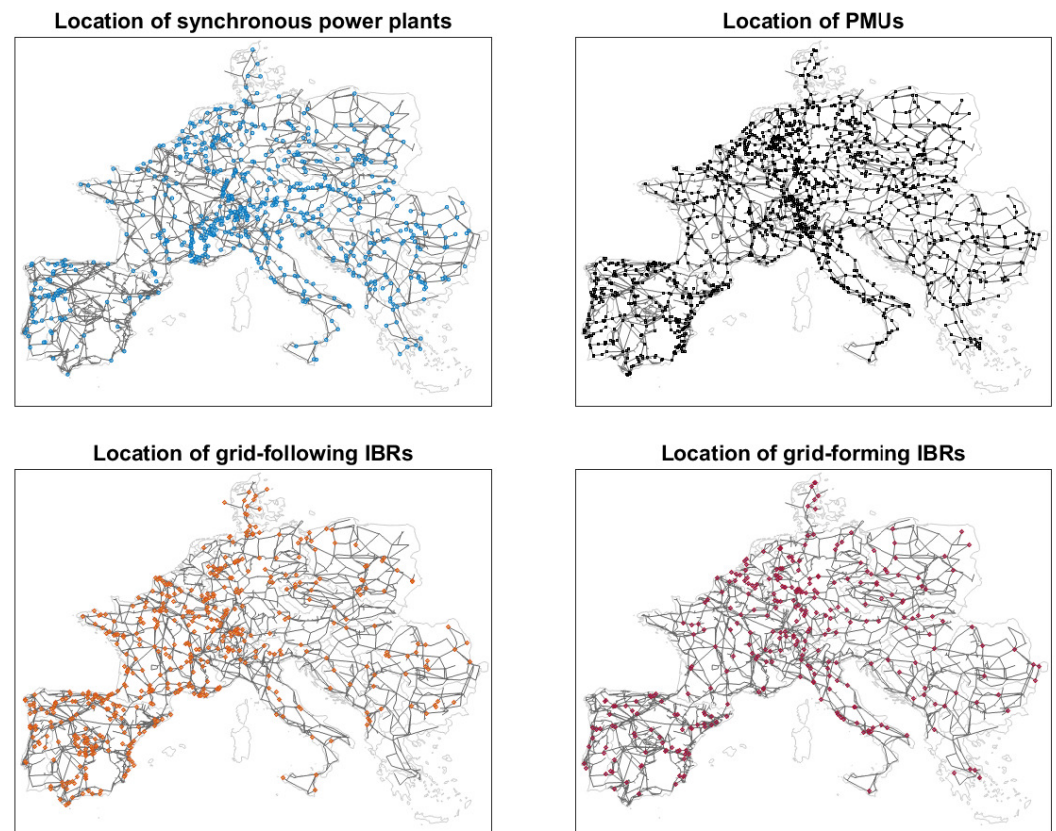 Location of synchronous power plants
Location of PMUs
Location of grid-following IBRs
Location of grid-forming IBRs